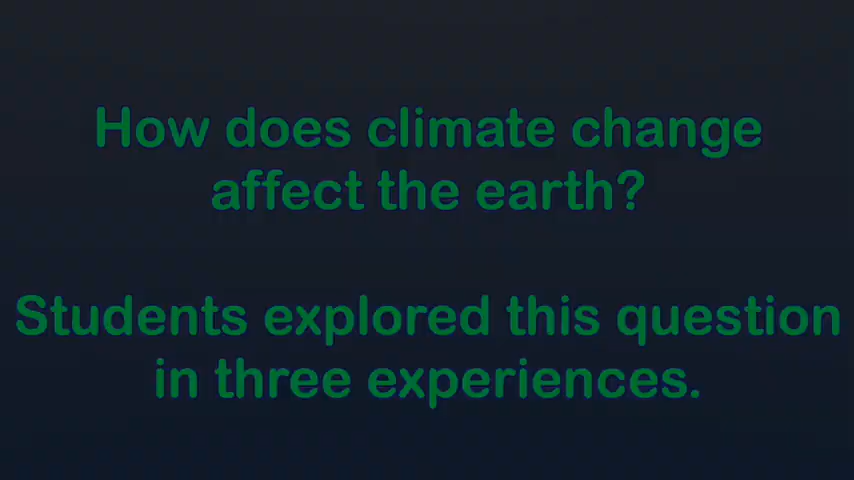 How does climate change
affect the earth?
Students explored this question
in three experiences.